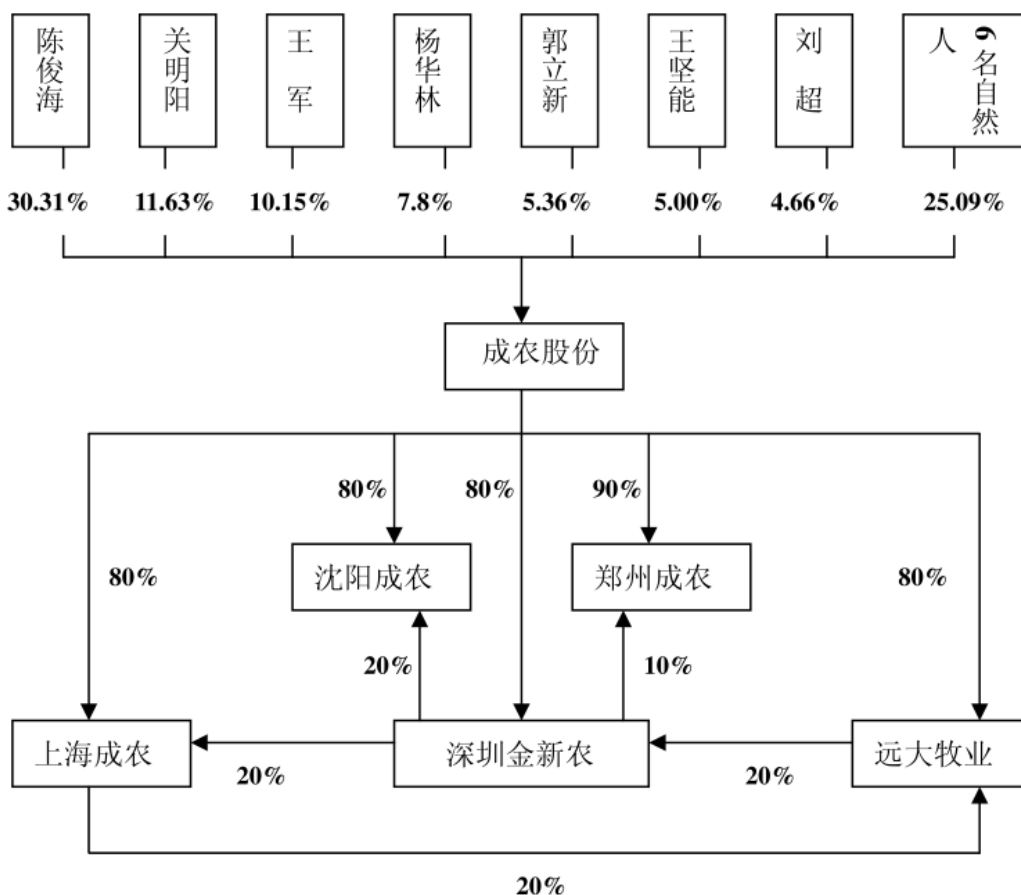 陈俊海
关明阳
王 军
杨华林
郭立新
王坚能
刘 超
9 名自然
人
30.31%
11.63%
10.15%
7.8%
5.36%
5.00%
4.66%
25.09%
成农股份
80%
80%
90%
沈阳成农
郑州成农
80%
80%
20%
10%
上海成农
深圳金新农
远大牧业
20%
20%
20%